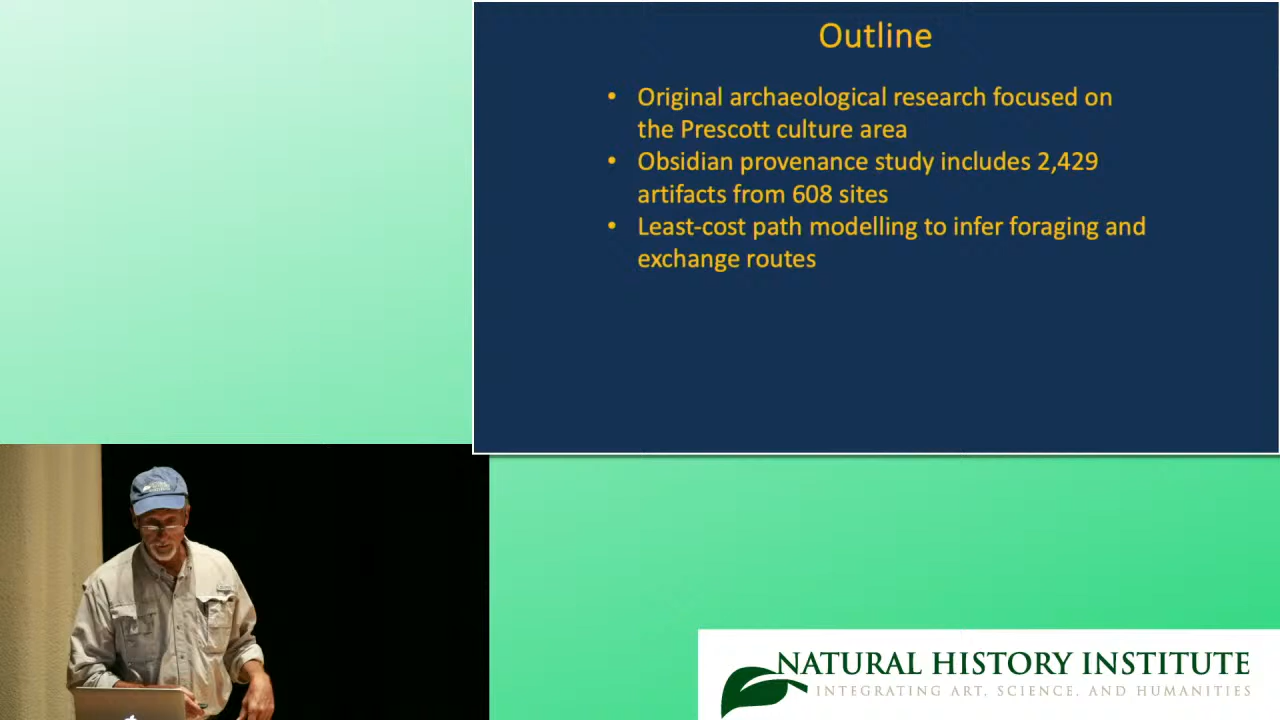 Outline
• Original archaeological research focused on
the Prescott culture area
• Obsidian provenance study includes 2,429
artifacts from 608 sites
• Least-cost path modelling to infer foraging and
exchange routes
NATURAL HISTORY INSTITUTE
INTEGRATING ART, SCIENCE, AND HUMANITIES